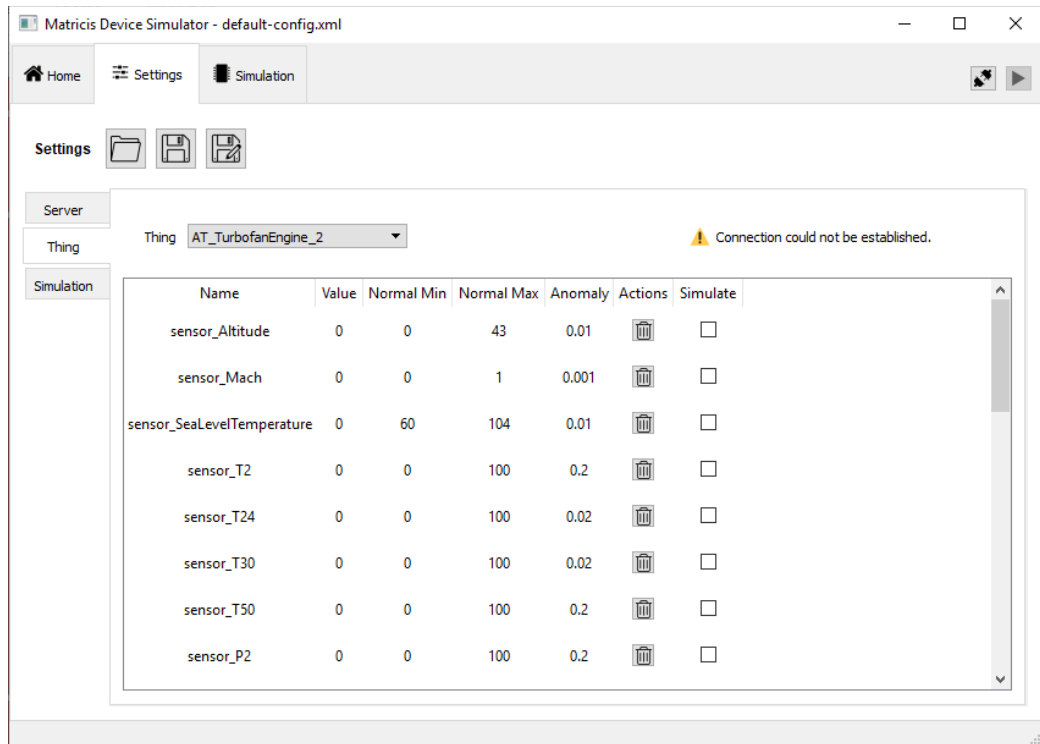 Matricis Device Simulator - default-config.xml
Home Settings Simulation
Settings
Server
Thing
Simulation
Thing AT_TurbofanEngine_2 Connection could not be established.
Name Value Normal Min Normal Max Anomaly Actions Simulate
sensor_Altitude 0 0 43 0.01
sensor_Mach 0 0 1 0.001
sensor_SeaLevelTemperature 0 60 104 0.01
sensor_T2 0 0 100 0.2
sensor_T24 0 0 100 0.02
sensor_T30 0 0 100 0.02
sensor_T50 0 0 100 0.2
sensor_P2 0 0 100 0.2